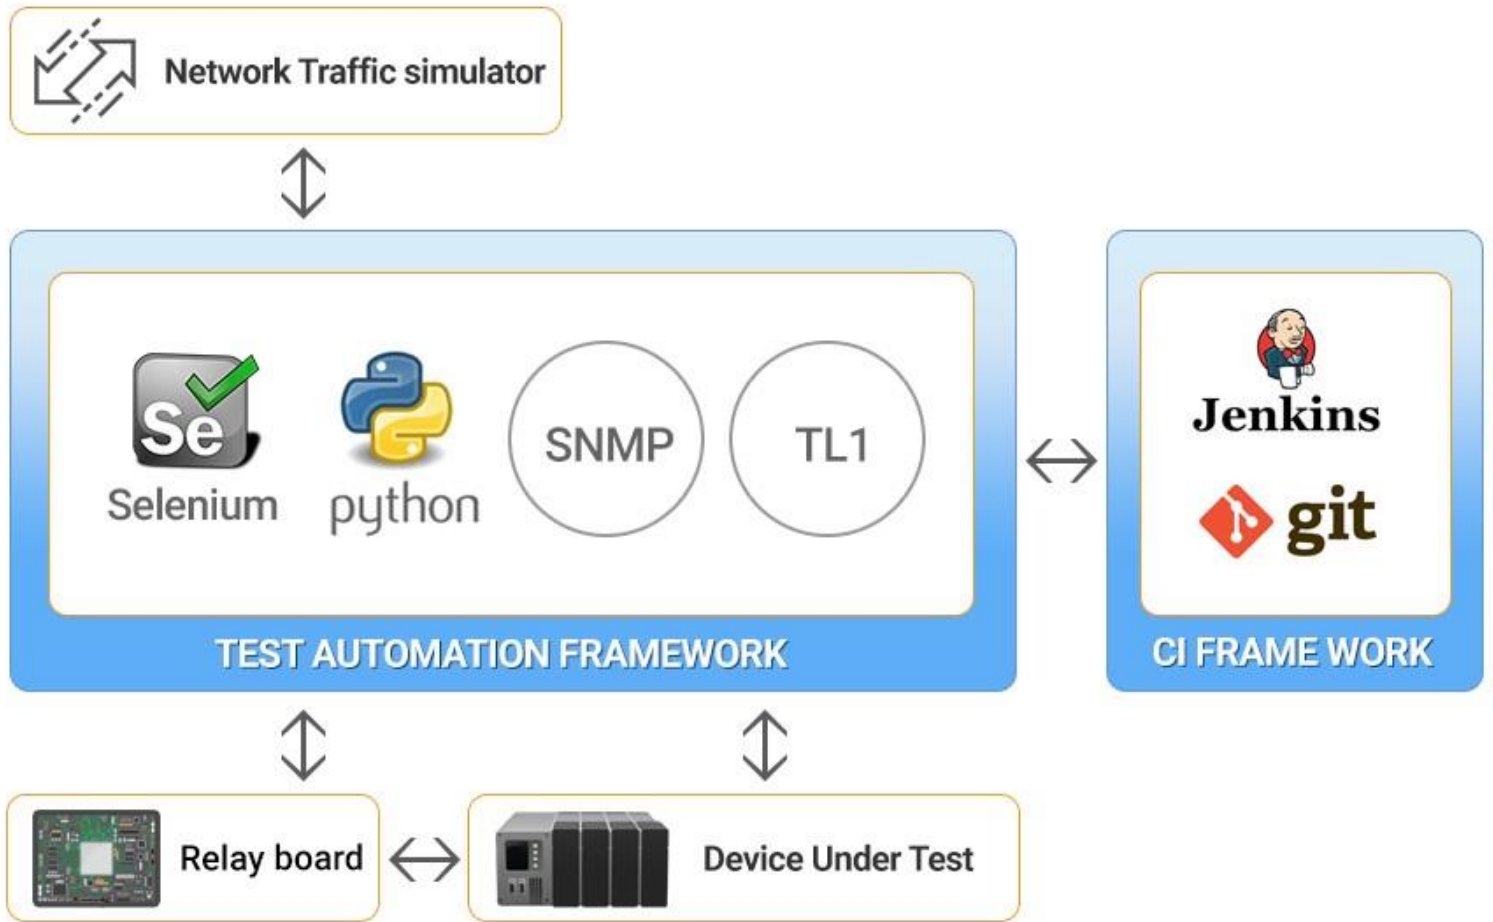 Network Traffic simulator
Se
Selenium
python
SNMP
TL1
TEST AUTOMATION FRAMEWORK
Jenkins
git
CI FRAME WORK
Relay board
Device Under Test